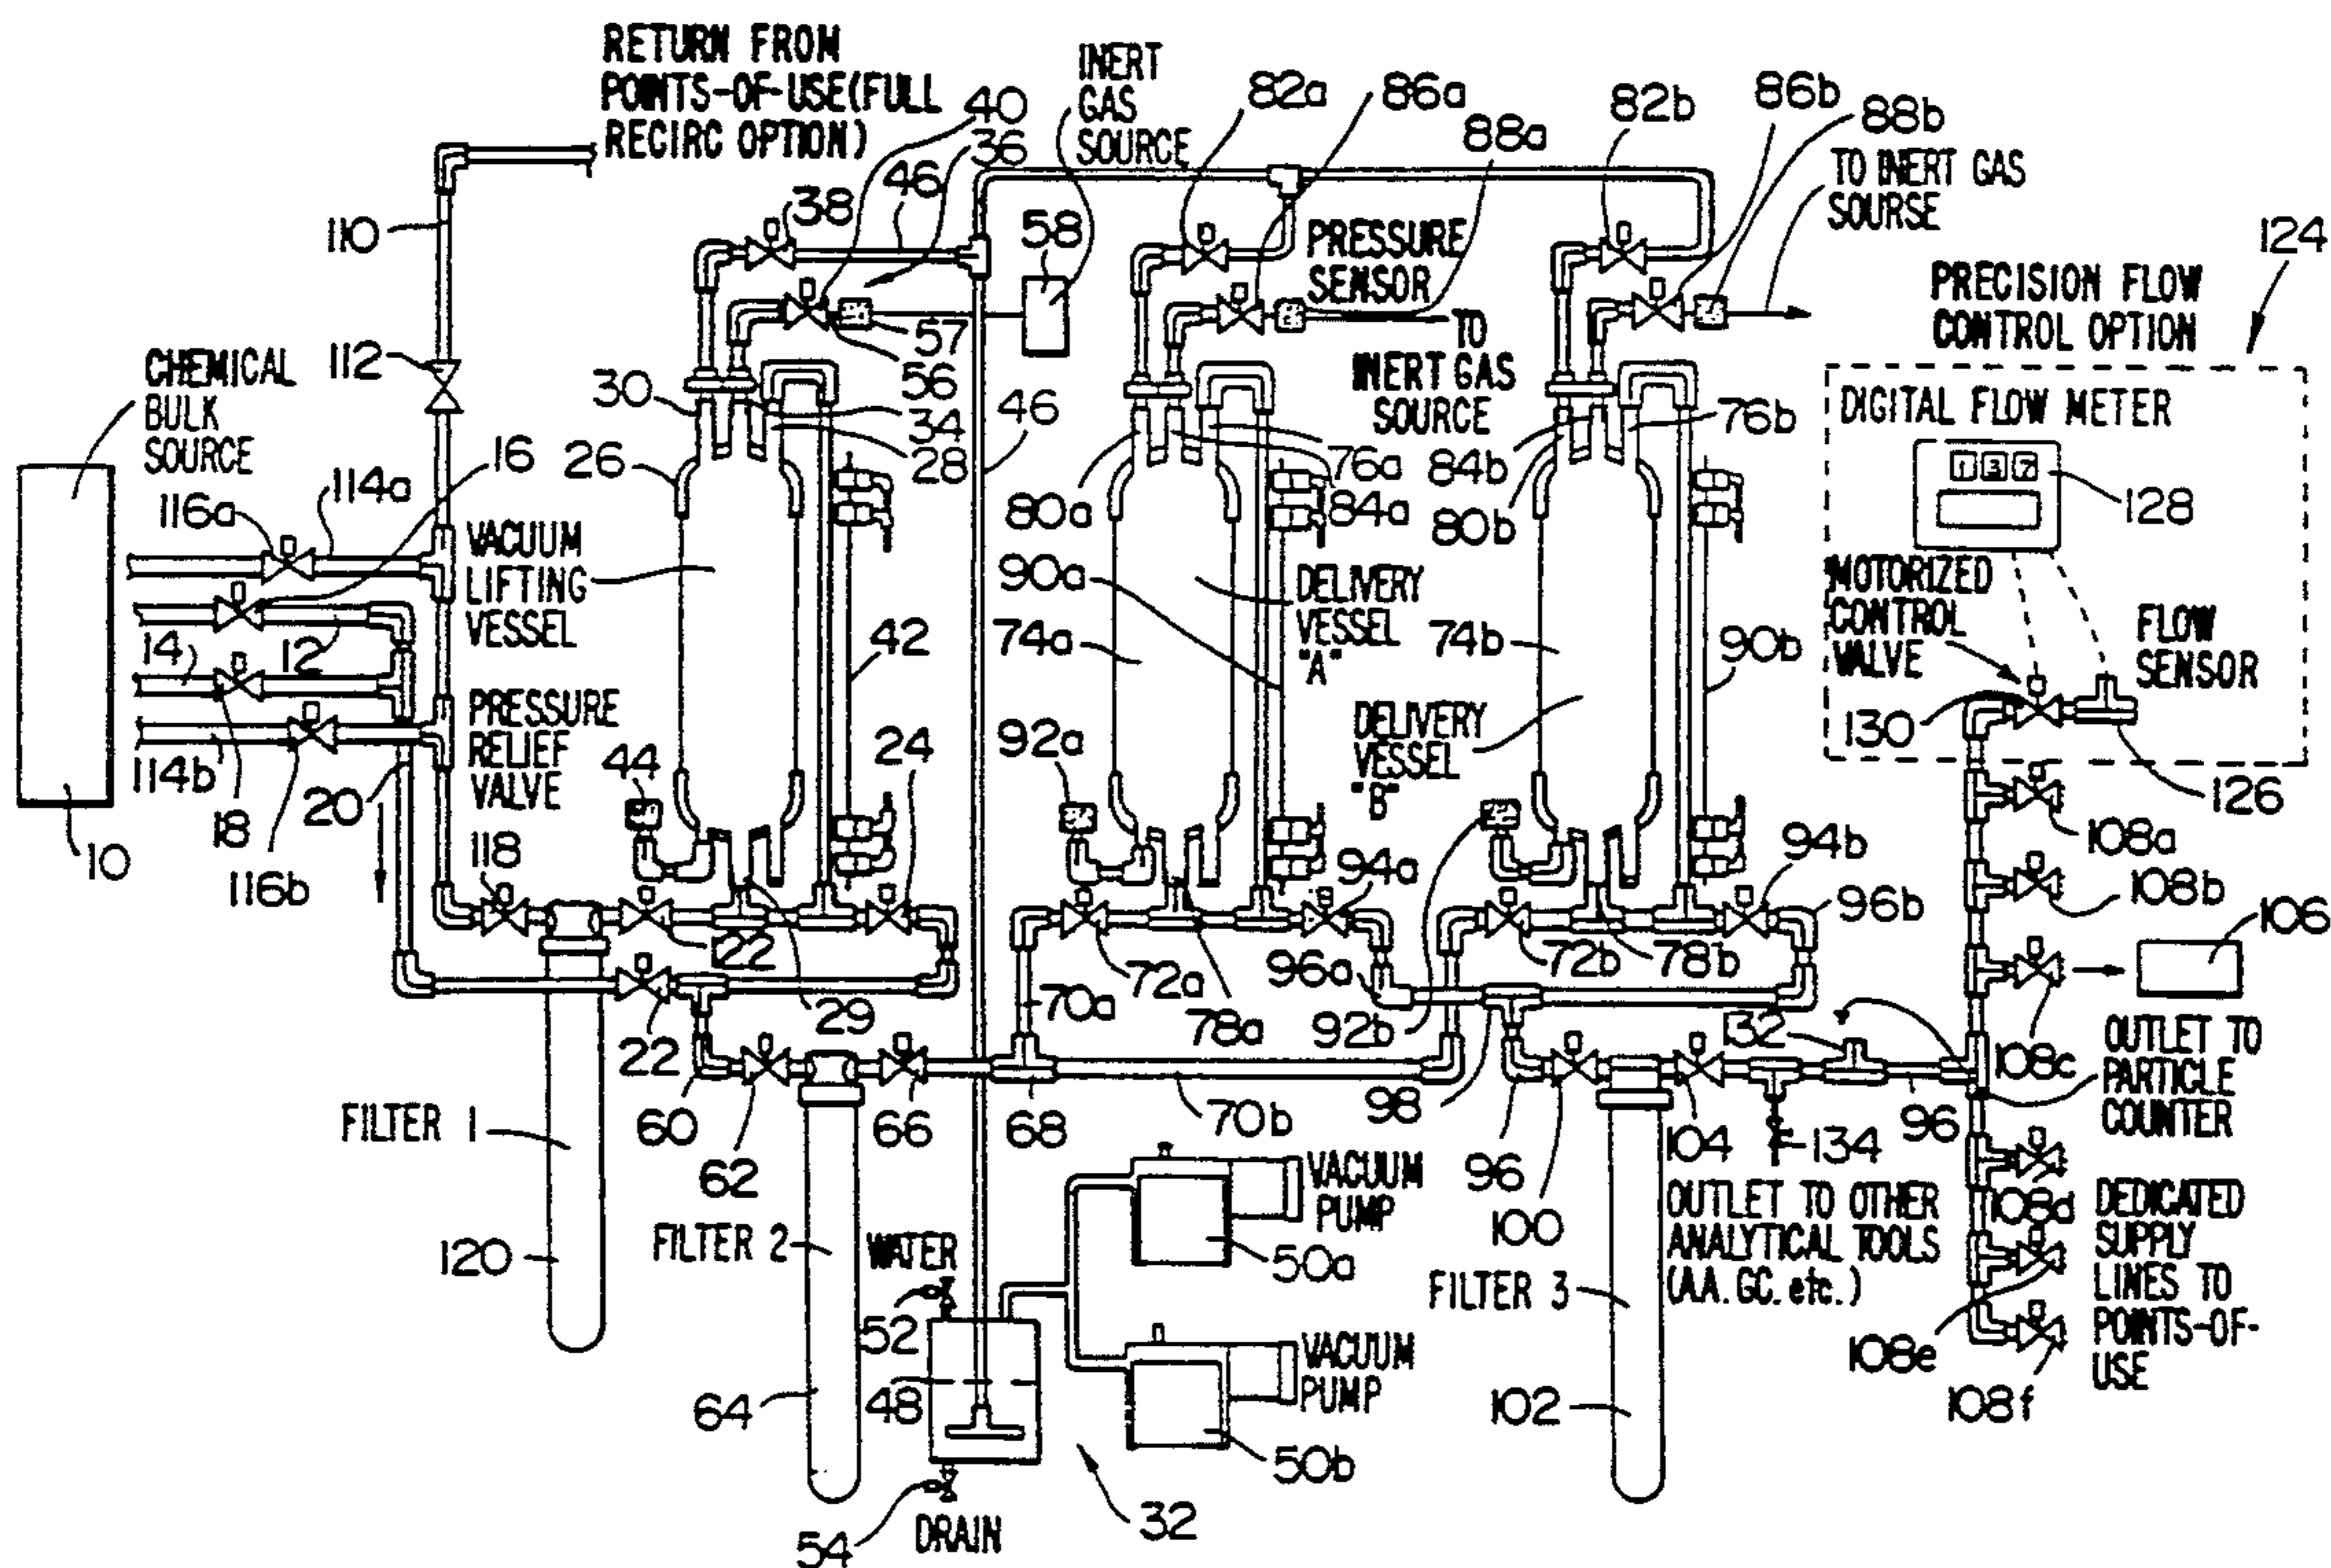 RETURN FROM
POINTS-OF-USE(FULL
RECIRC OPTION)
40
36
INERT
GAS
SOURCE
82a
86a
88a
82b
86b
88b
TO INERT GAS
SOURSE
124
110
38
46
58
PRESSURE
SENSOR
PRECISION FLOW
CONTROL OPTION
112
57
56
TO
INERT GAS
SOURCE
CHEMICAL
BULK
SOURCE
30
34
28
26
46
76a
84a
80a
76b
84b
80b
DIGITAL FLOW METER
1 3 7
128
16
114a
116a
VACUUM
LIFTING
VESSEL
90a
DELIVERY
VESSEL
"A"
MOTORIZED
CONTROL
VALVE
FLOW
SENSOR
14
12
42
74a
74b
90b
130
126
114b
18
116b
20
10
PRESSURE
RELIEF
VALVE
44
24
92a
DELIVERY
VESSEL
"B"
94a
94b
96b
108a
108b
106
118
22
22
29
72a
70a
78a
96a
92b
72b
78b
132
108c
OUTLET TO
PARTICLE
COUNTER
FILTER 1
60
62
66
68
70b
98
96
100
104
134
96
120
FILTER 2
WATER
52
VACUUM
PUMP
50a
FILTER 3
OUTLET TO OTHER
ANALYTICAL TOOLS
(A.A. GC. etc.)
108d
DEDICATED
SUPPLY
LINES TO
POINTS-OF-
USE
108e
108f
64
48
VACUUM
PUMP
50b
102
54
DRAIN
32